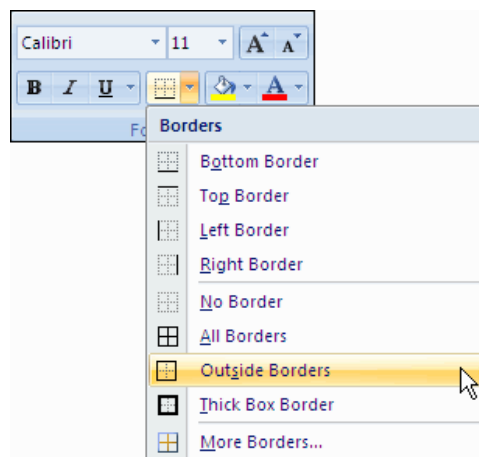 Calibri 11 A A
B I U A
Fo
Borders
Bottom Border
Top Border
Left Border
Right Border
No Border
All Borders
Outside Borders
Thick Box Border
More Borders...